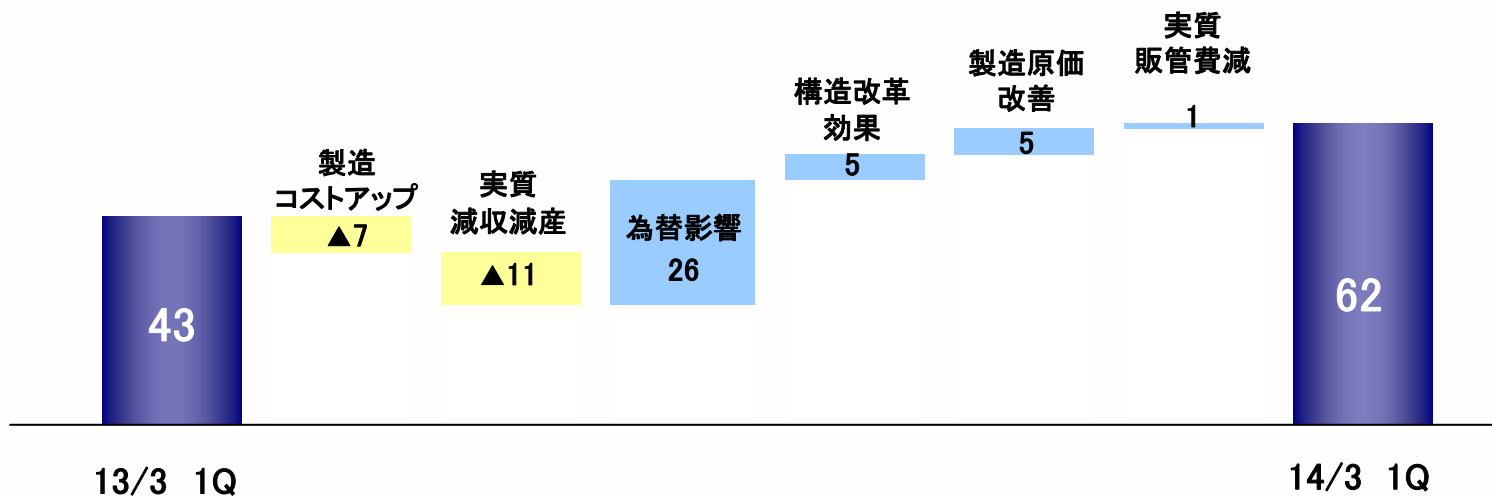 43
13/3 1Q
製造
コストアップ
▲7
実質
減収減産
▲11
為替影響
26
構造改革
効果
5
製造原価
改善
5
実質
販管費減
1
62
14/3 1Q